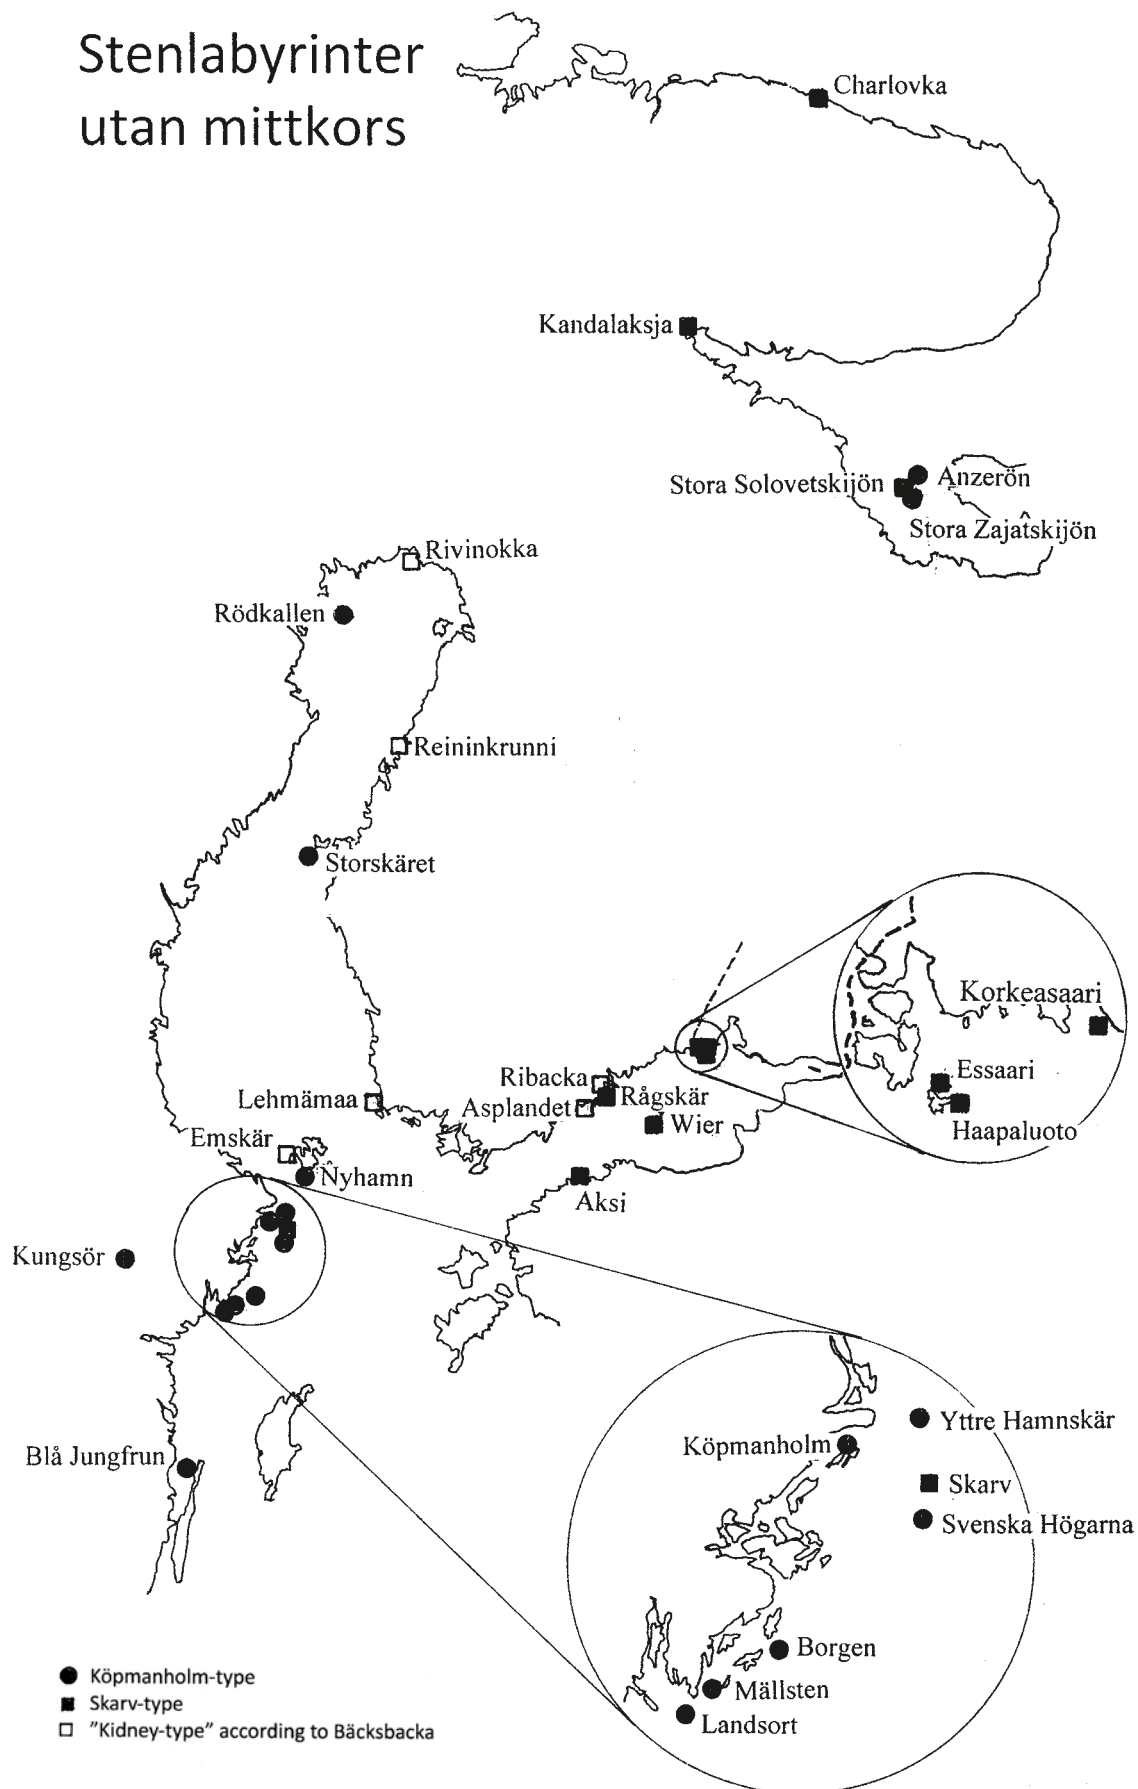 Stenlabyrinter
utan mittkors
Charlovka
Kandalaksja
Stora Solovetskijön
Anzerön
Stora Zajatskijön
Rivinokka
Rödkallen
Reininkrunni
Storskäret
Korkeasaari
Essaari
Haapaluoto
Ribacka
Rågskär
Asplandet
Wier
Lehmämaa
Emskär
Nyhamn
Aksi
Kungsör
Blå Jungfrun
Yttre Hamnskär
Köpmanholm
Skarv
Svenska Högarna
Borgen
Mällsten
Landsort
Köpmanholm-type
Skarv-type
”Kidney-type” according to Bäcksbacka